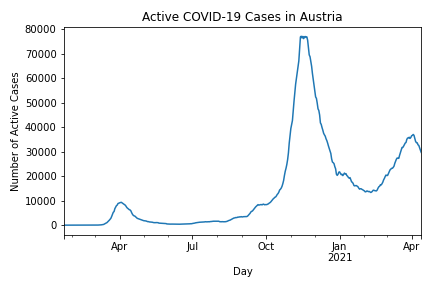 Active COVID-19 Cases in Austria
80000
70000
60000
50000
40000
30000
20000
10000
0
Number of Active Cases
Apr Jul Oct Jan Apr
2021
Day